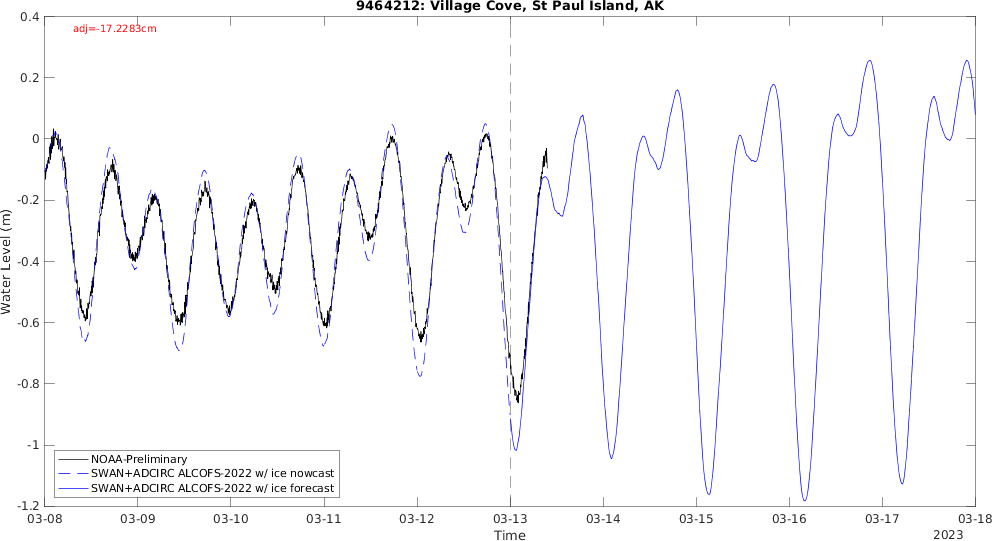 9464212: Village Cove, St Paul Island, AK
adj=-17.2283cm
Water Level (m)
0.4
0.2
0
-0.2
-0.4
-0.6
-0.8
-1
-1.2
NOAA-Preliminary
SWAN+ADCIRC ALCOFS-2022 w/ ice nowcast
SWAN+ADCIRC ALCOFS-2022 w/ ice forecast
03-08 03-09 03-10 03-11 03-12 03-13 03-14 03-15 03-16 03-17 03-18
Time
2023